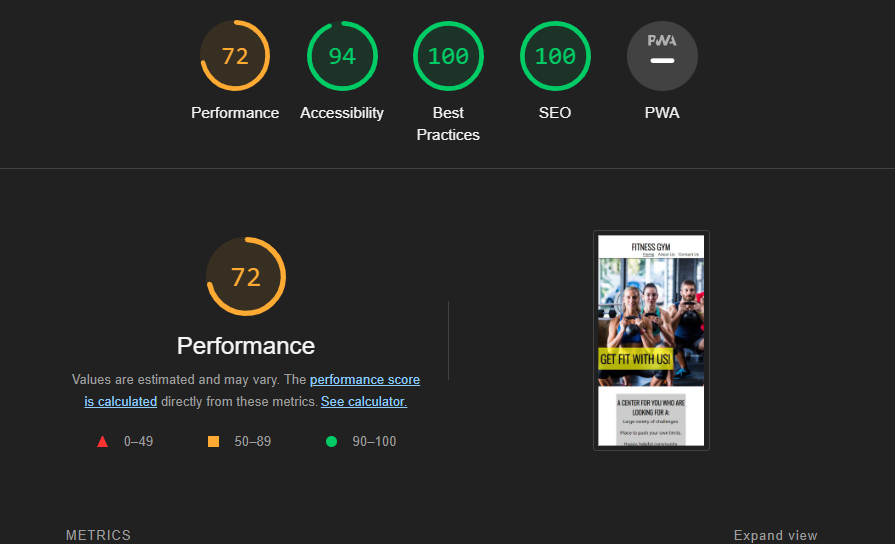 72
94
100
100
PWA
Performance
Accessibility
Best
Practices
SEO
PWA
72
Performance
Values are estimated and may vary. The performance score
is calculated directly from these metrics. See calculator.
0–49
50–89
90–100
FITNESS GYM
Home About Us Contact Us
GET FIT WITH US!
A CENTER FOR YOU WHO ARE
LOOKING FOR A:
Large variety of challenges
Place to push your own limits.
Happy helpful community
METRICS
Expand view